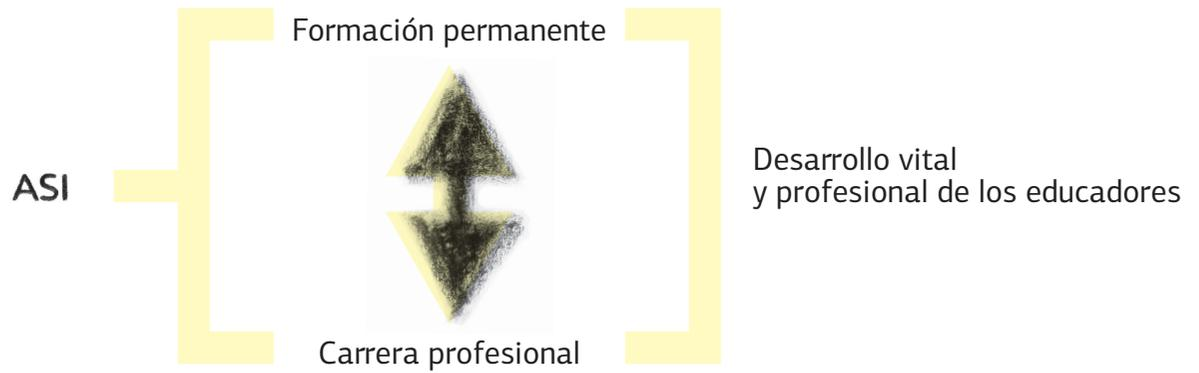 Formación permanente
ASI
Desarrollo vital
y profesional de los educadores
Carrera profesional